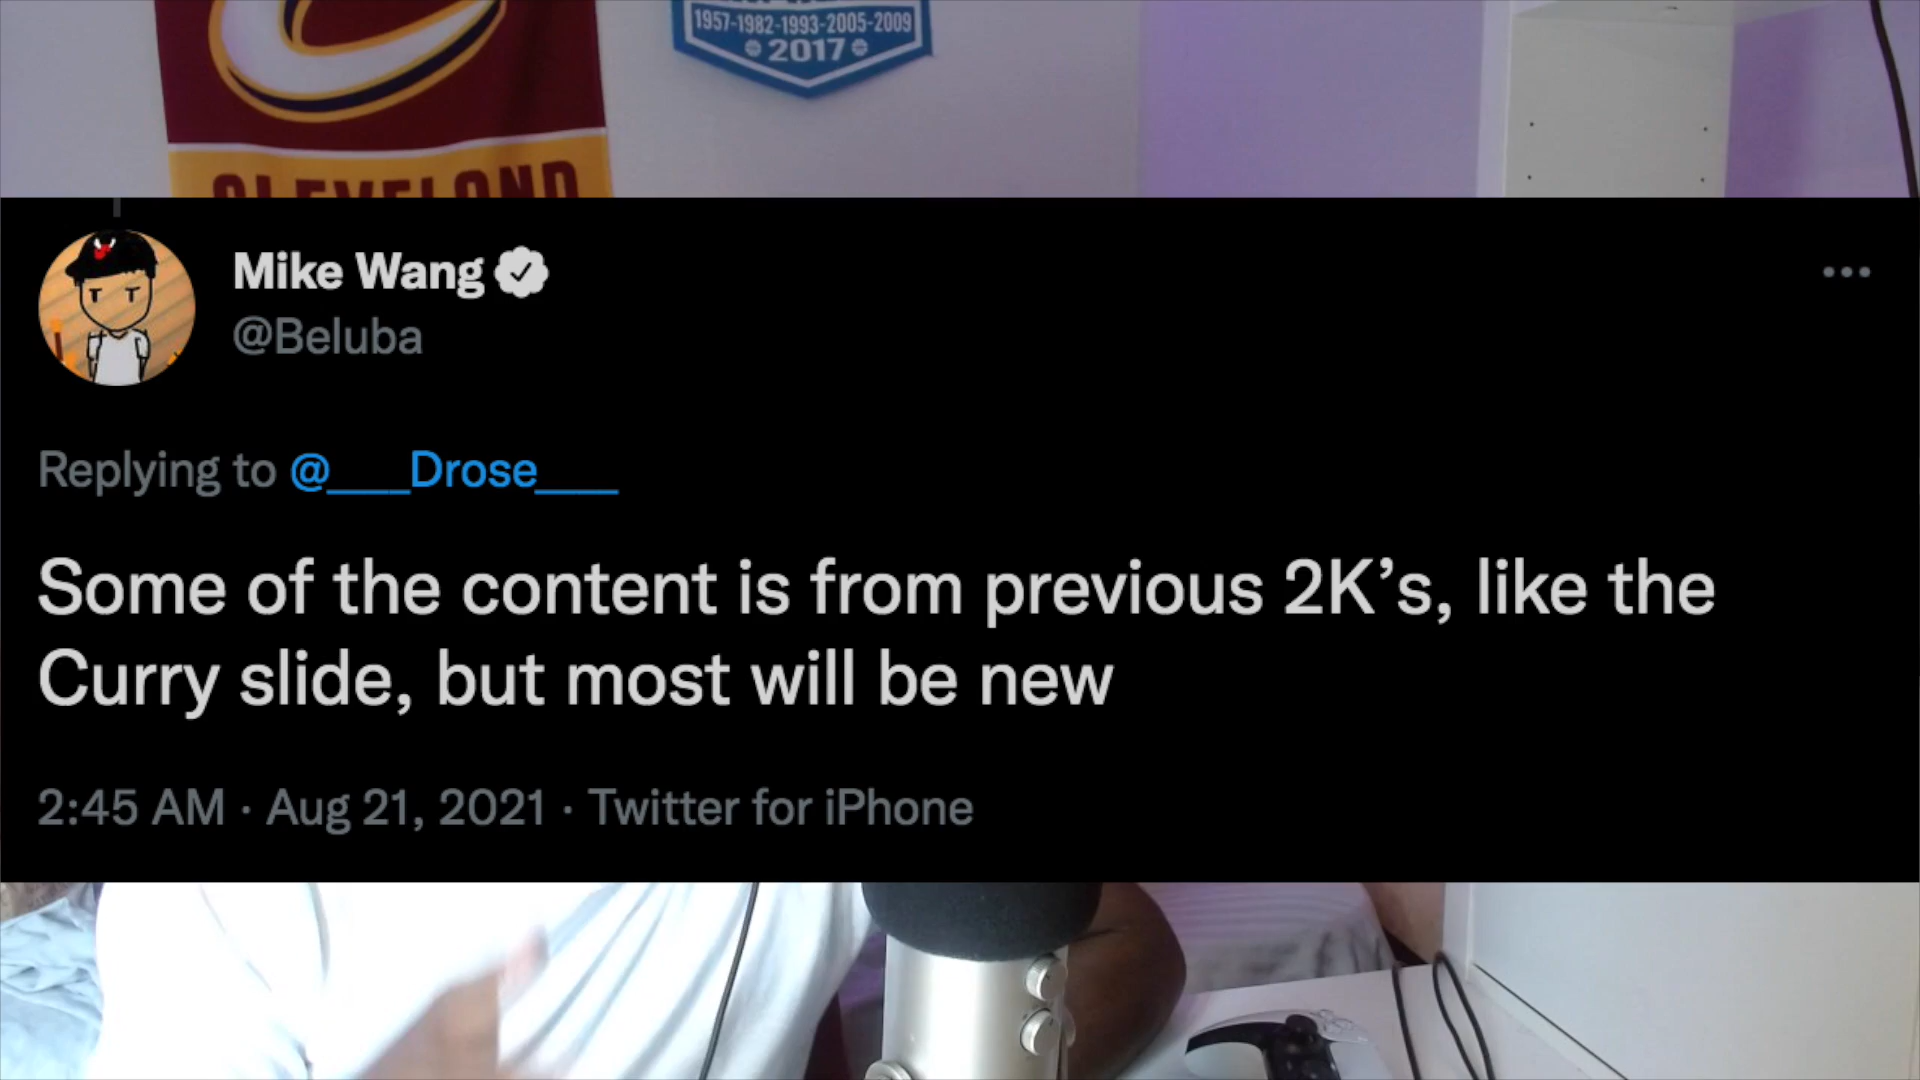 1957-1982-1993-2005-2009
2017
CLEVELAND
Mike Wang
@Beluba
Replying to @___Drose___
Some of the content is from previous 2K’s, like the
Curry slide, but most will be new
2:45 AM · Aug 21, 2021 · Twitter for iPhone